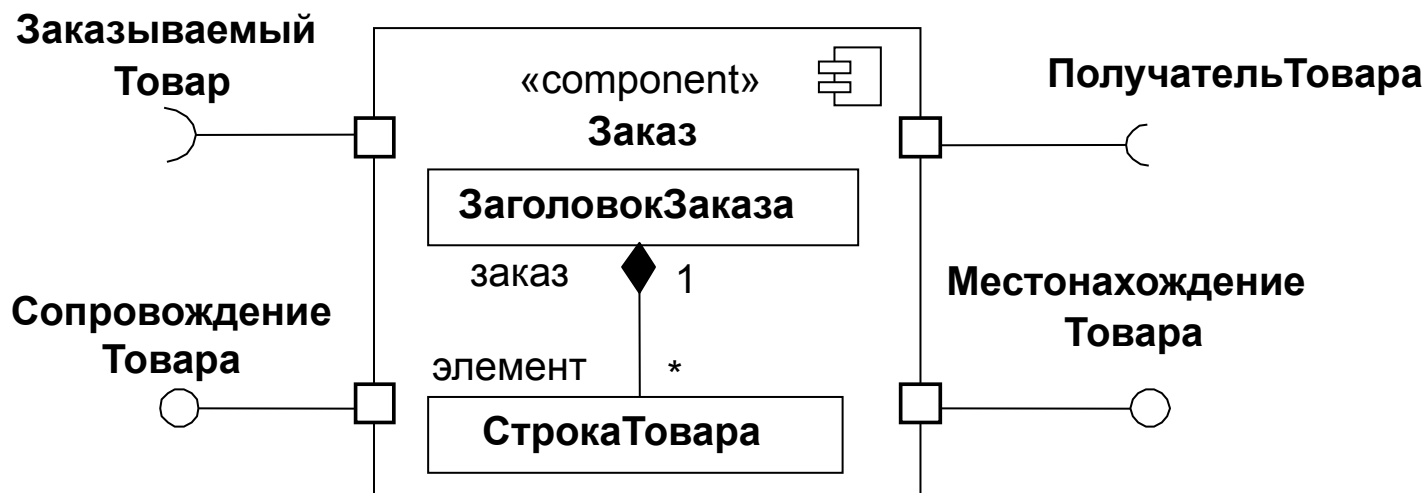 Заказываемый
Товар
«component»
Заказ
ПолучательТовара
ЗаголовокЗаказа
заказ
1
Сопровождение
Товара
Местонахождение
Товара
элемент
*
СтрокаТовара